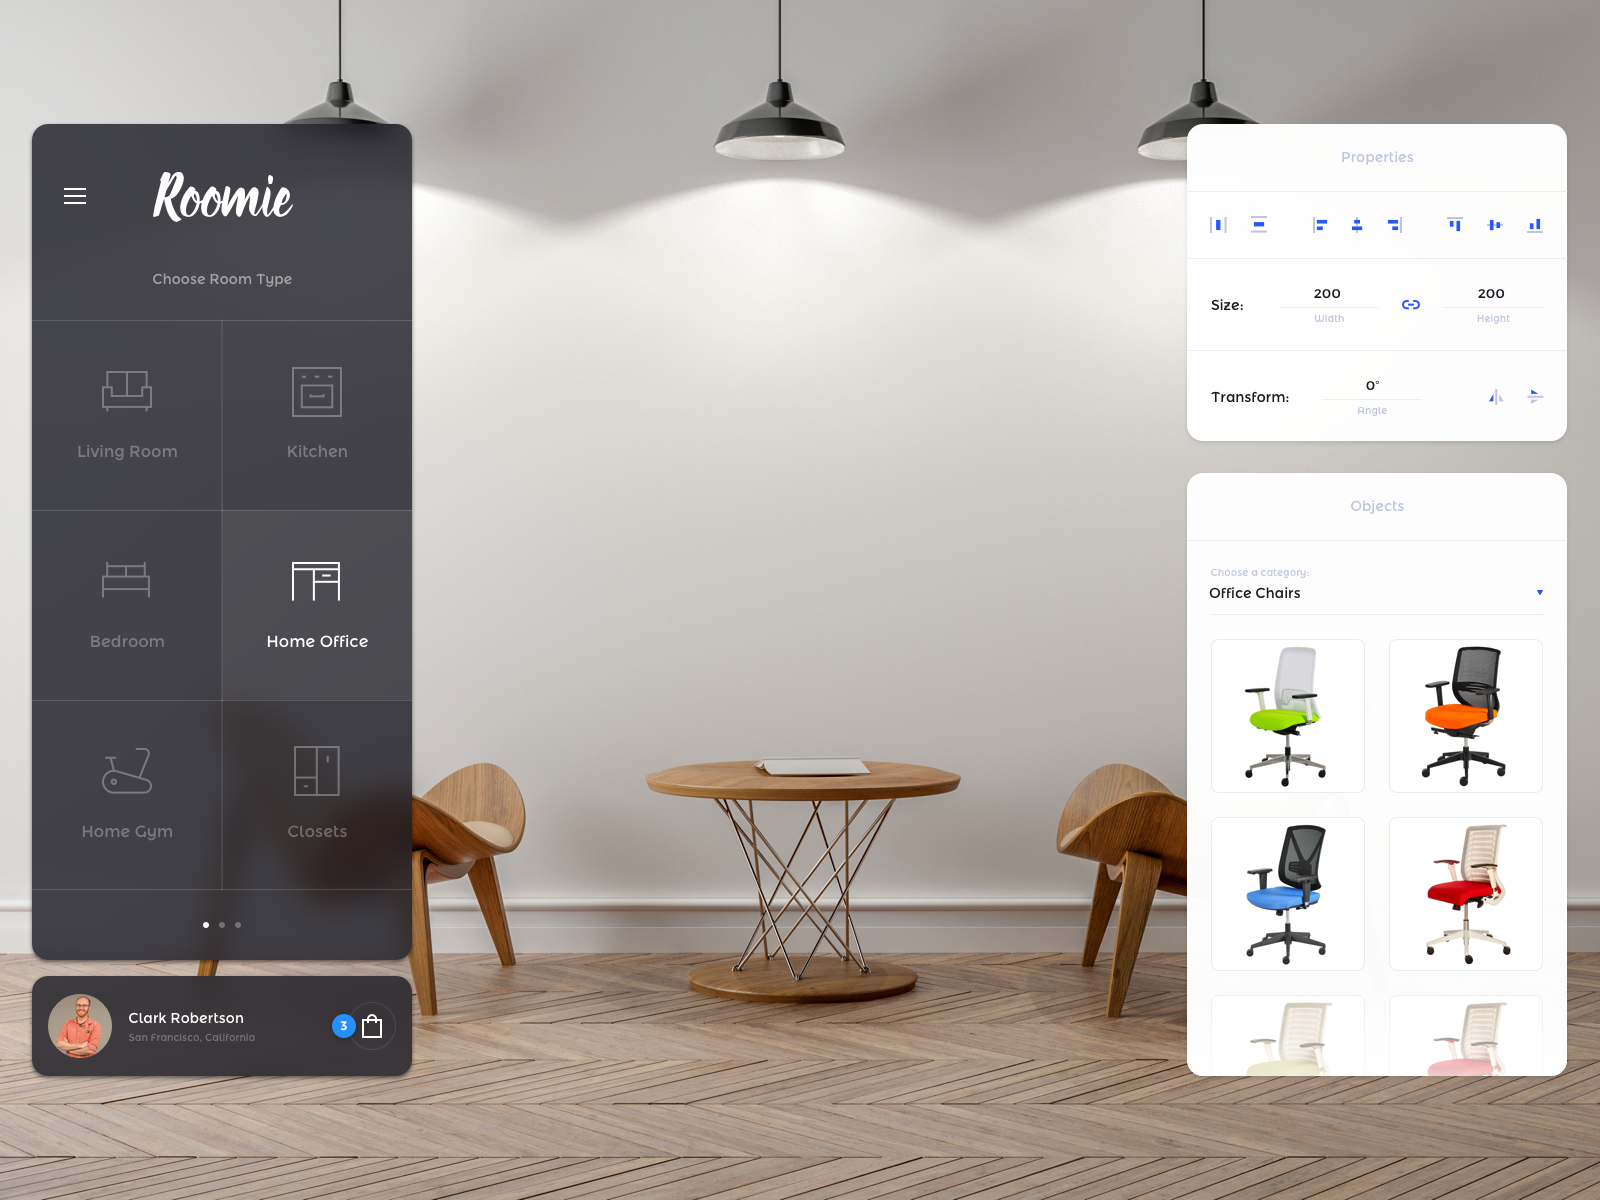 Roomie
Choose Room Type
Living Room
Kitchen
Bedroom
Home Office
Home Gym
Closets
Clark Robertson
San Francisco, California
3
Properties
Size:
200
Width
200
Height
Transform:
0°
Angle
Objects
Choose a category:
Office Chairs